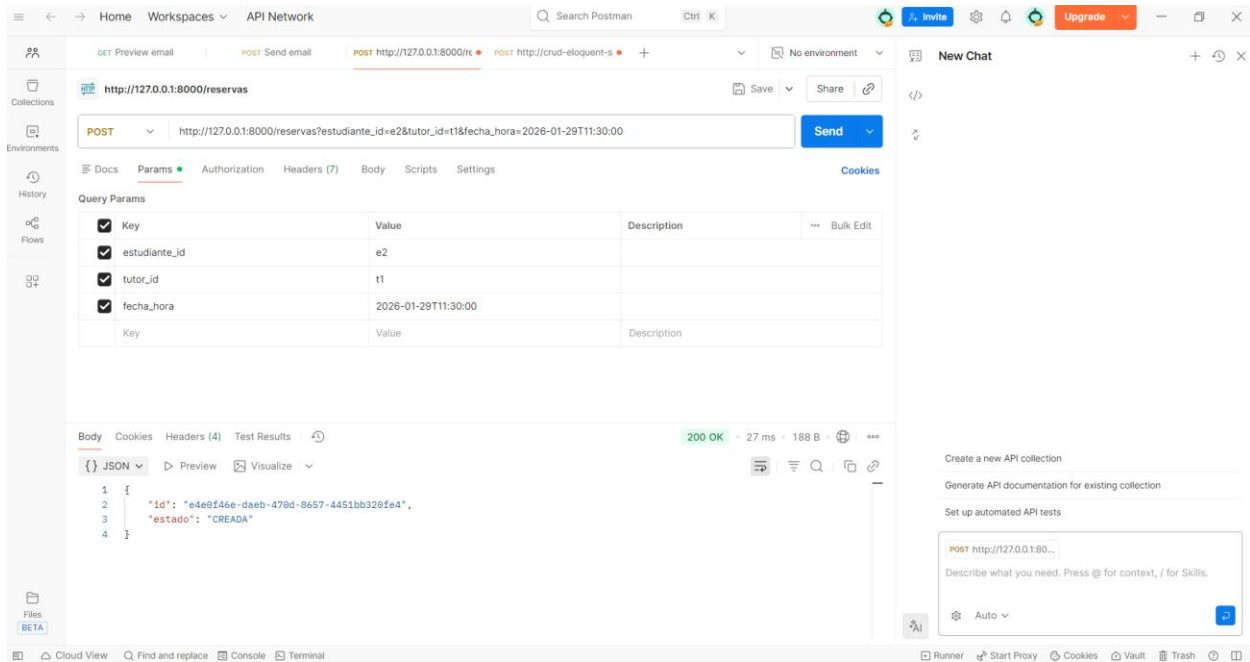 Home Workspaces API Network Search Postman Ctrl K Invite Upgrade
GET Preview email POST Send email POST http://127.0.0.1:8000/re POST http://crud-eloquent-s No environment
New Chat
Collections
Environments
History
Flows
Files
BETA
HTTP http://127.0.0.1:8000/reservas Save Share
POST http://127.0.0.1:8000/reservas?estudiante_id=e2&tutor_id=t1&fecha_hora=2026-01-29T11:30:00 Send
Docs Params Authorization Headers (7) Body Scripts Settings Cookies
Query Params
Key Value Description Bulk Edit
estudiante_id e2
tutor_id t1
fecha_hora 2026-01-29T11:30:00
Key Value Description
Body Cookies Headers (4) Test Results 200 OK 27 ms 188 B
{} JSON Preview Visualize
1 {
2 "id": "e4e0f46e-daeb-470d-8657-4451bb320fe4",
3 "estado": "CREADA"
4 }
Create a new API collection
Generate API documentation for existing collection
Set up automated API tests
POST http://127.0.0.1:80...
Describe what you need. Press @ for context, / for Skills.
Auto
AI
Cloud View Find and replace Console Terminal Runner Start Proxy Cookies Vault Trash